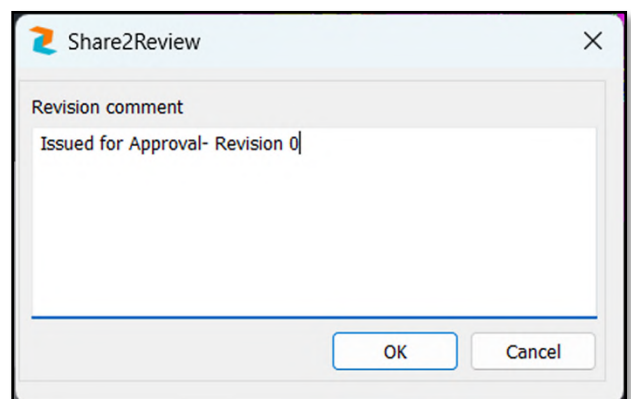 Share2Review
Revision comment
Issued for Approval- Revision 0
OK
Cancel